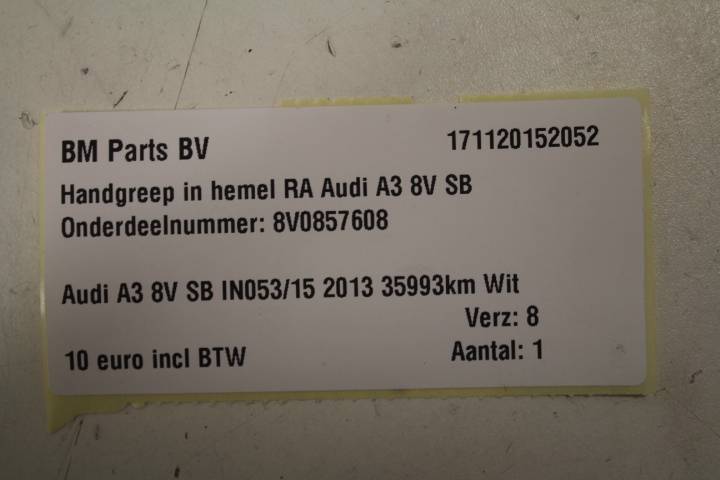 BM Parts BV 171120152052
Handgreep in hemel RA Audi A3 8V SB
Onderdeelnummer: 8V0857608
Audi A3 8V SB IN053/15 2013 35993km Wit
Verz: 8
10 euro incl BTW Aantal: 1